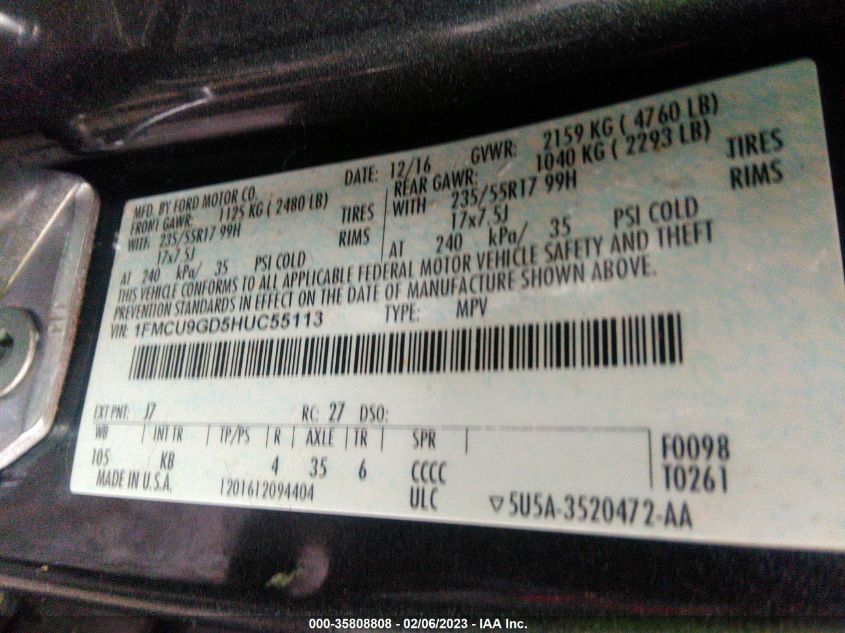 MFD. BY FORD MOTOR CO.
DATE: 12/16 GVWR: 2159 KG ( 4760 LB)
FRONT GAWR: 1125 KG ( 2480 LB)
REAR GAWR: 1040 KG ( 2293 LB)
WITH 235/55R17 99H TIRES
WITH 235/55R17 99H TIRES
17x7.5J RIMS
17x7.5J RIMS
AT 240 kPa/ 35 PSI COLD
AT 240 kPa/ 35 PSI COLD
THIS VEHICLE CONFORMS TO ALL APPLICABLE FEDERAL MOTOR VEHICLE SAFETY AND THEFT
PREVENTION STANDARDS IN EFFECT ON THE DATE OF MANUFACTURE SHOWN ABOVE.
VIN: 1FMCU9GD5HUC55113 TYPE: MPV
EXT PNT: J7 RC: 27 DSO:
WB INT TR TP/PS R AXLE TR SPR
105 KB 4 35 6 CCCC
F0098
T0261
MADE IN U.S.A. 1201612094404 ULC
5U5A-3520472-AA
000-35808808 - 02/06/2023 - IAA Inc.